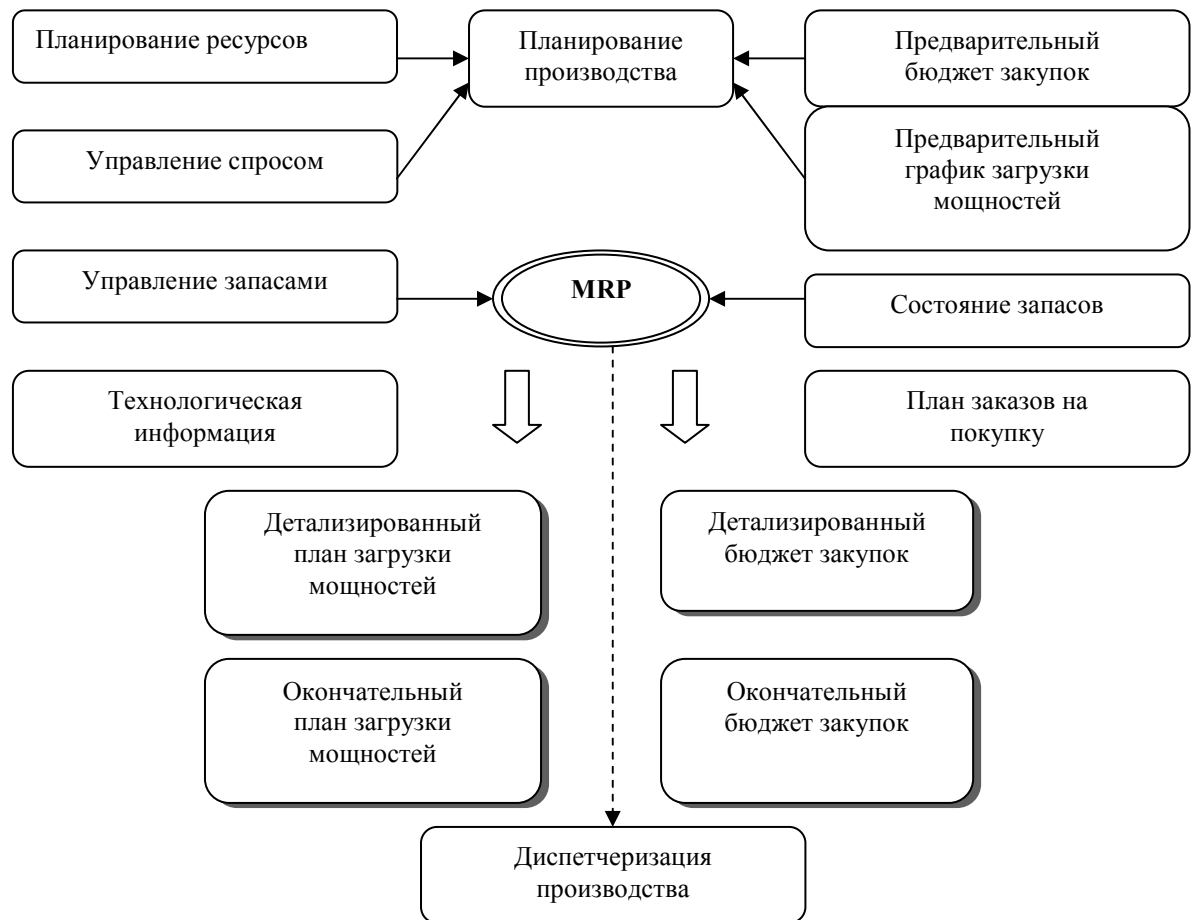 Планирование ресурсов
Планирование
производства
Предварительный
бюджет закупок
Управление спросом
Предварительный
график загрузки
мощностей
Управление запасами
MRP
Состояние запасов
Технологическая
информация
План заказов на
покупку
Детализированный
план загрузки
мощностей
Детализированный
бюджет закупок
Окончательный
план загрузки
мощностей
Окончательный
бюджет закупок
Диспетчеризация
производства